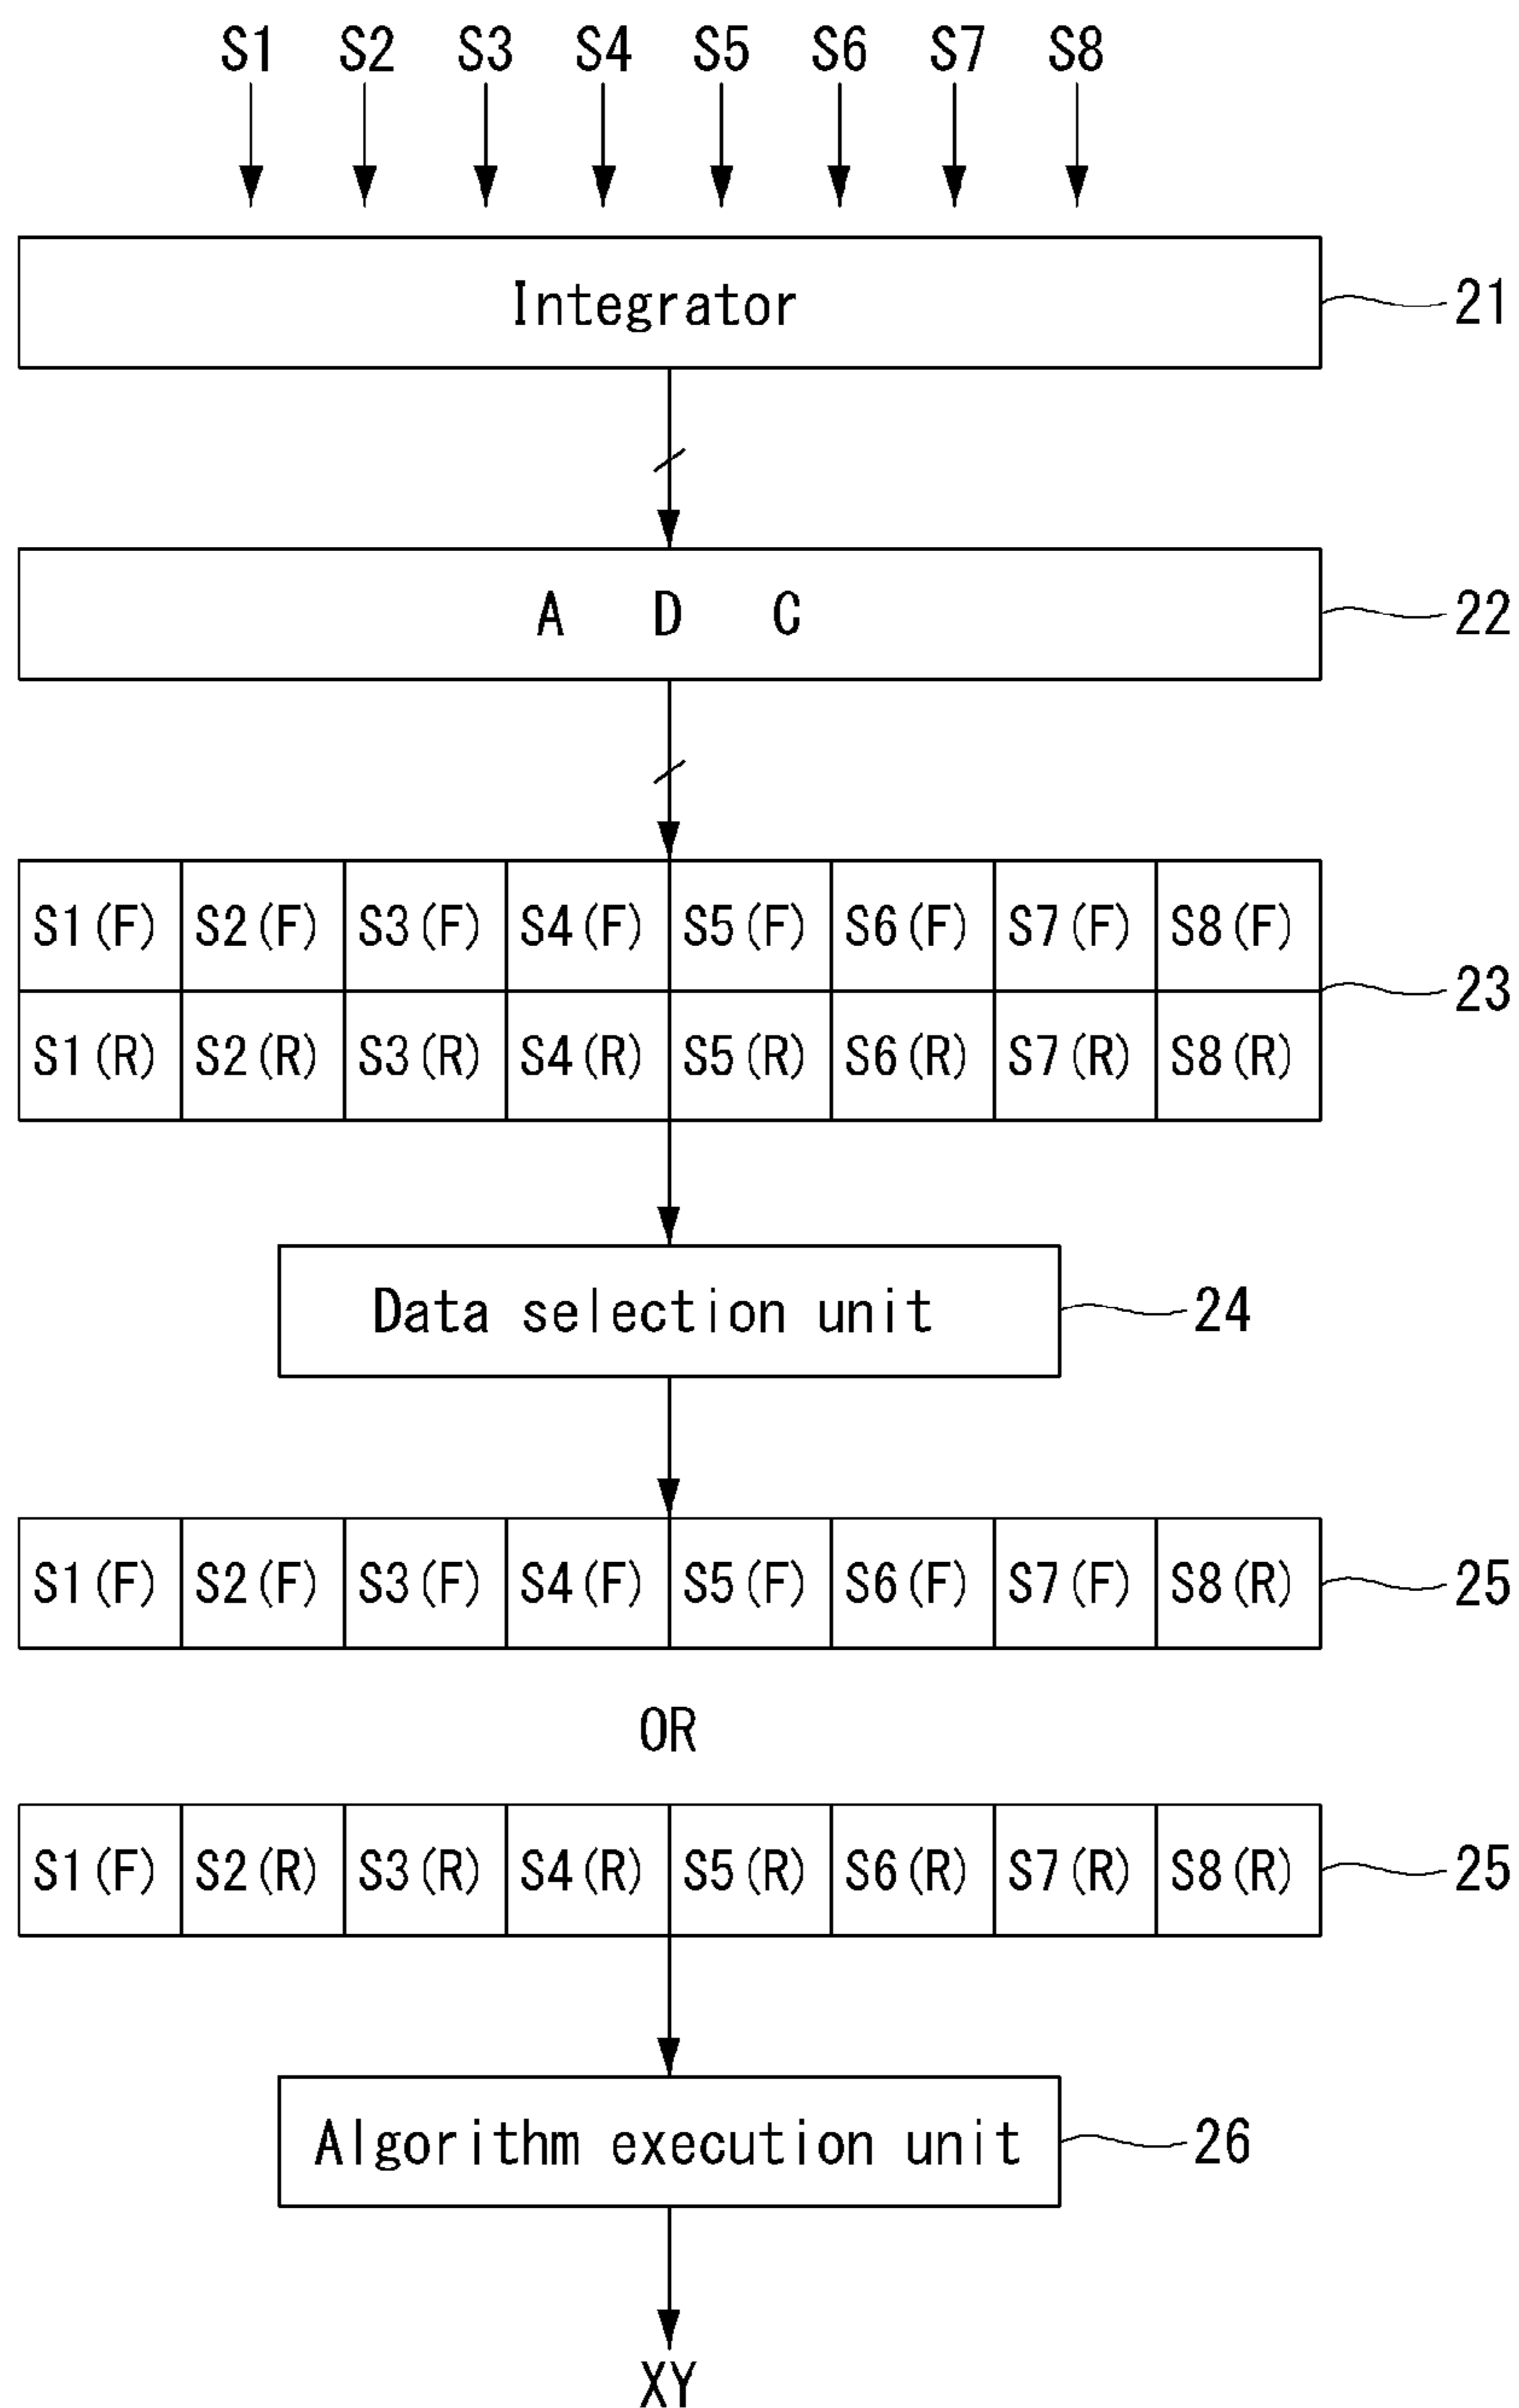 S1 S2 S3 S4 S5 S6 S7 S8
Integrator 21
A D C 22
S1(F) S2(F) S3(F) S4(F) S5(F) S6(F) S7(F) S8(F)
23
S1(R) S2(R) S3(R) S4(R) S5(R) S6(R) S7(R) S8(R)
Data selection unit 24
S1(F) S2(F) S3(F) S4(F) S5(F) S6(F) S7(F) S8(R) 25
OR
S1(F) S2(R) S3(R) S4(R) S5(R) S6(R) S7(R) S8(R) 25
Algorithm execution unit 26
XY